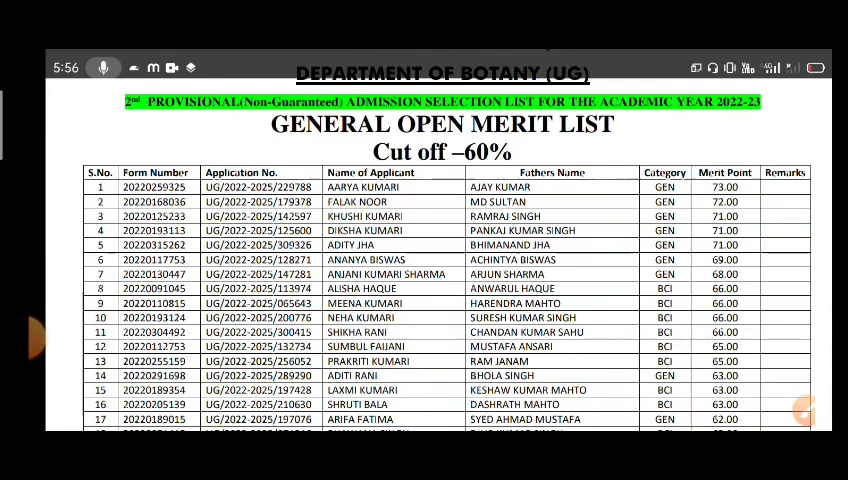 5:56
DEPARTMENT OF BOTANY (UG)
2nd PROVISIONAL(Non-Guaranteed) ADMISSION SELECTION LIST FOR THE ACADEMIC YEAR 2022-23
GENERAL OPEN MERIT LIST
Cut off –60%
S.No. Form Number Application No. Name of Applicant Fathers Name Category Merit Point Remarks
1 20220259325 UG/2022-2025/229788 AARYA KUMARI AJAY KUMAR GEN 73.00
2 20220168036 UG/2022-2025/179378 FALAK NOOR MD SULTAN GEN 72.00
3 20220125233 UG/2022-2025/142597 KHUSHI KUMARI RAMRAJ SINGH GEN 71.00
4 20220193113 UG/2022-2025/125600 DIKSHA KUMARI PANKAJ KUMAR SINGH GEN 71.00
5 20220315262 UG/2022-2025/309326 ADITY JHA BHIMANAND JHA GEN 71.00
6 20220117753 UG/2022-2025/128271 ANANYA BISWAS ACHINTYA BISWAS GEN 69.00
7 20220130447 UG/2022-2025/147281 ANJANI KUMARI SHARMA ARJUN SHARMA GEN 68.00
8 20220091045 UG/2022-2025/113974 ALISHA HAQUE ANWARUL HAQUE BCI 66.00
9 20220110815 UG/2022-2025/065643 MEENA KUMARI HARENDRA MAHTO BCI 66.00
10 20220193124 UG/2022-2025/200776 NEHA KUMARI SURESH KUMAR SINGH BCI 66.00
11 20220304492 UG/2022-2025/300415 SHIKHA RANI CHANDAN KUMAR SAHU BCI 66.00
12 20220112753 UG/2022-2025/132734 SUMBUL FAIJANI MUSTAFA ANSARI BCI 65.00
13 20220255159 UG/2022-2025/256052 PRAKRITI KUMARI RAM JANAM BCI 65.00
14 20220291698 UG/2022-2025/289290 ADITI RANI BHOLA SINGH GEN 63.00
15 20220189354 UG/2022-2025/197428 LAXMI KUMARI KESHAW KUMAR MAHTO BCI 63.00
16 20220205139 UG/2022-2025/210630 SHRUTI BALA DASHRATH MAHTO BCI 63.00
17 20220189015 UG/2022-2025/197076 ARIFA FATIMA SYED AHMAD MUSTAFA GEN 62.00